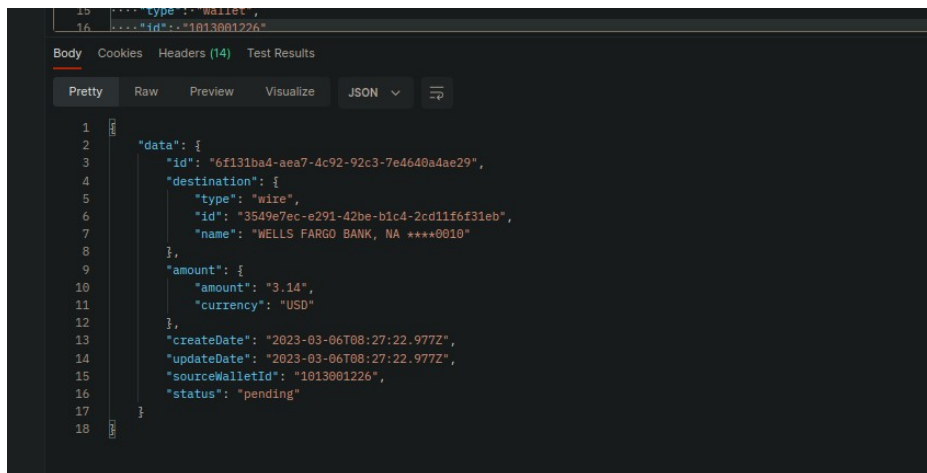 15 ····"type":·"wallet",
16 ····"id":·"1013001226"
Body Cookies Headers (14) Test Results
Pretty Raw Preview Visualize JSON
1 {
2 "data": {
3 "id": "6f131ba4-aea7-4c92-92c3-7e4640a4ae29",
4 "destination": {
5 "type": "wire",
6 "id": "3549e7ec-e291-42be-b1c4-2cd11f6f31eb",
7 "name": "WELLS FARGO BANK, NA ****0010"
8 },
9 "amount": {
10 "amount": "3.14",
11 "currency": "USD"
12 },
13 "createDate": "2023-03-06T08:27:22.977Z",
14 "updateDate": "2023-03-06T08:27:22.977Z",
15 "sourceWalletId": "1013001226",
16 "status": "pending"
17 }
18 }